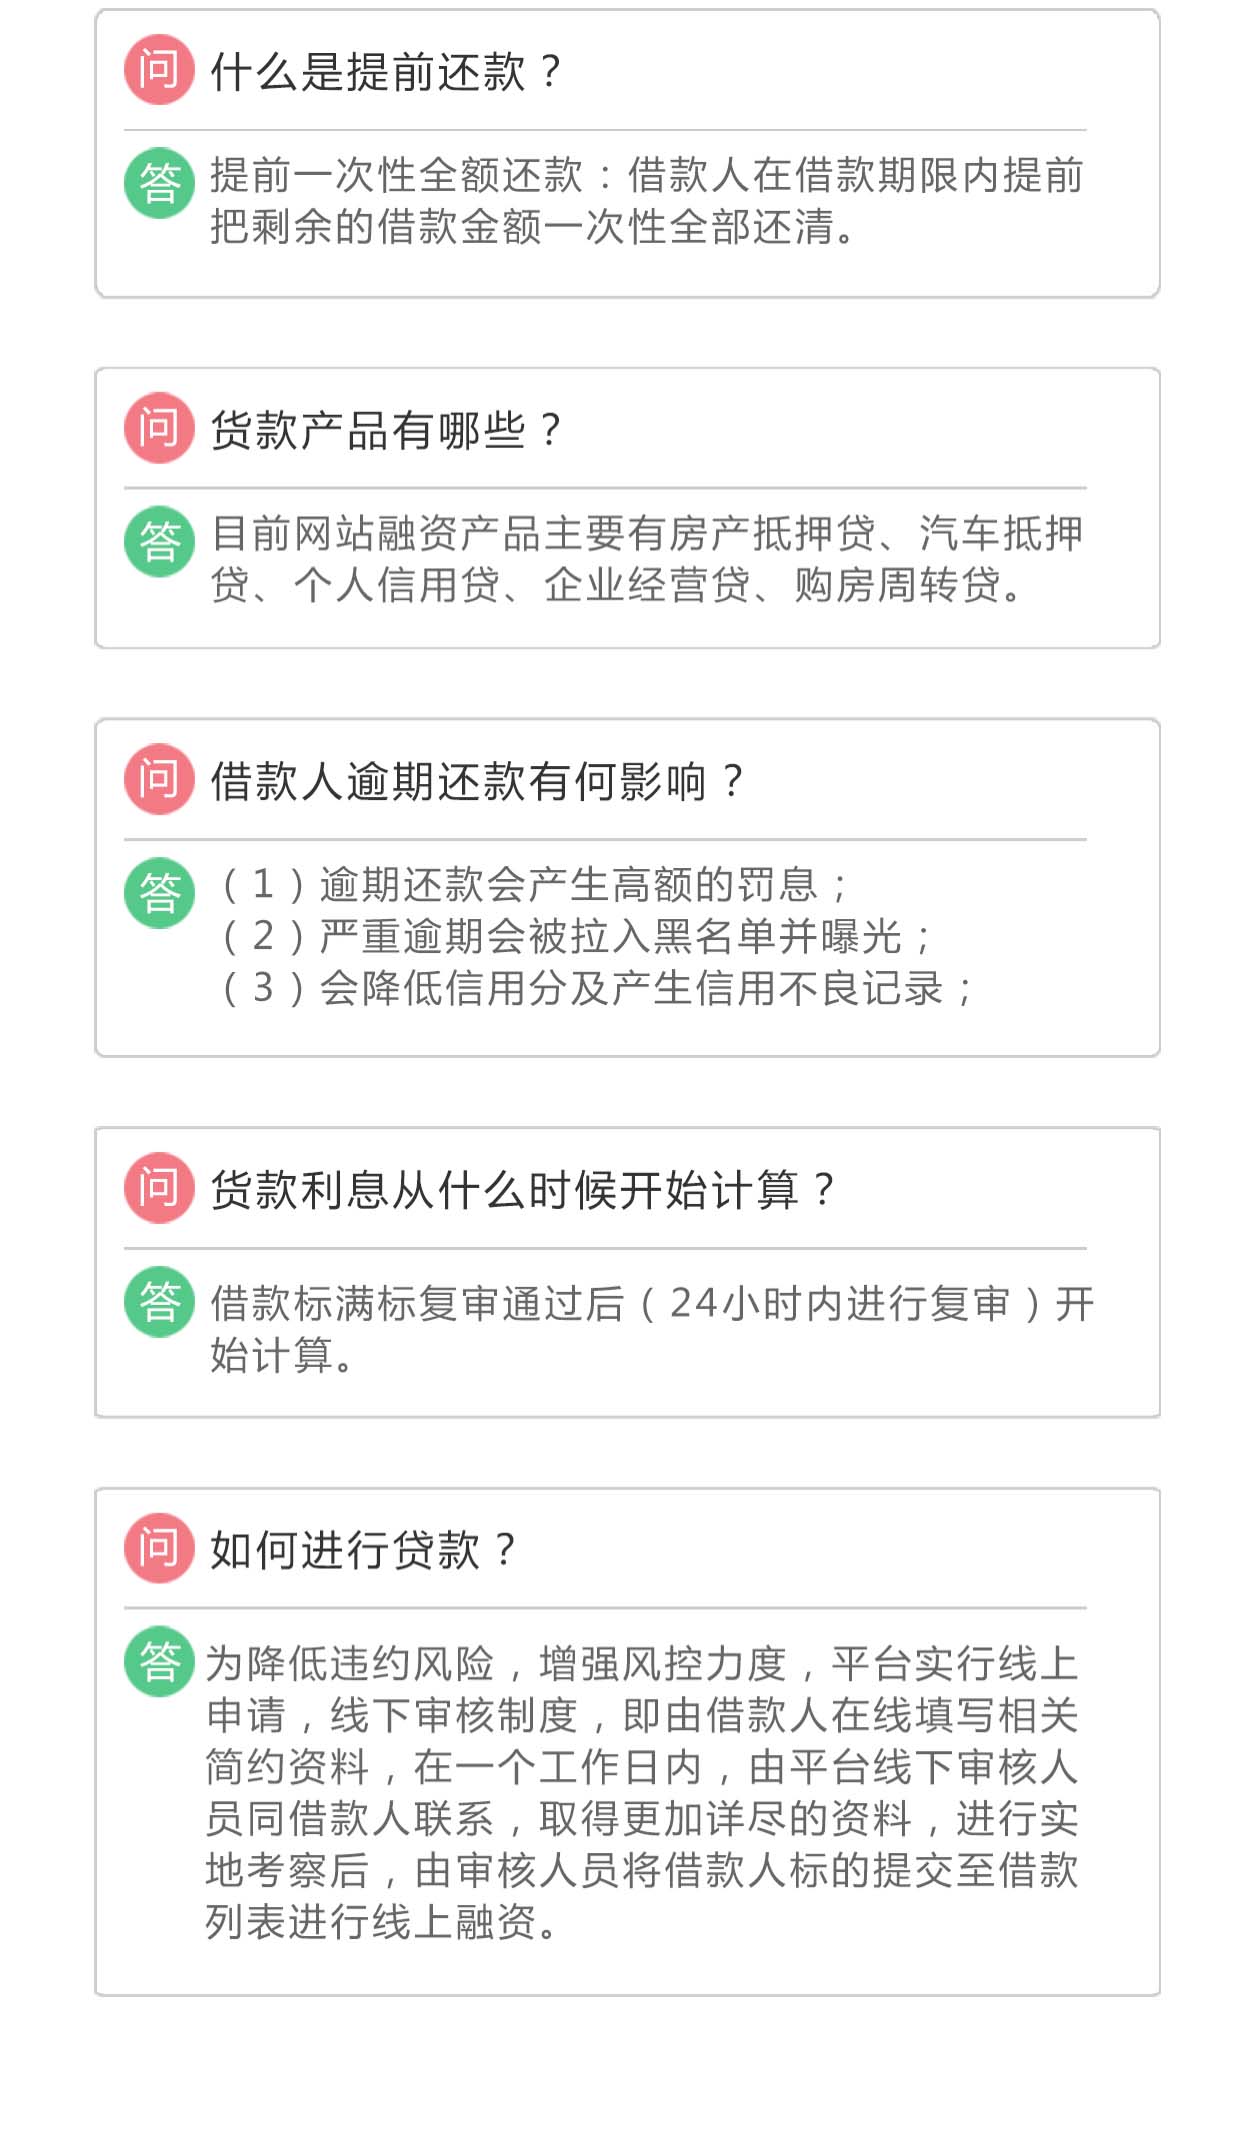 问 什么是提前还款？
答 提前一次性全额还款：借款人在借款期限内提前
把剩余的借款金额一次性全部还清。
问 货款产品有哪些？
答 目前网站融资产品主要有房产抵押贷、汽车抵押
贷、个人信用贷、企业经营贷、购房周转贷。
问 借款人逾期还款有何影响？
答 （1）逾期还款会产生高额的罚息；
（2）严重逾期会被拉入黑名单并曝光；
（3）会降低信用分及产生信用不良记录；
问 货款利息从什么时候开始计算？
答 借款标满标复审通过后（24小时内进行复审）开
始计算。
问 如何进行贷款？
答 为降低违约风险，增强风控力度，平台实行线上
申请，线下审核制度，即由借款人在线填写相关
简约资料，在一个工作日内，由平台线下审核人
员同借款人联系，取得更加详尽的资料，进行实
地考察后，由审核人员将借款人标的提交至借款
列表进行线上融资。